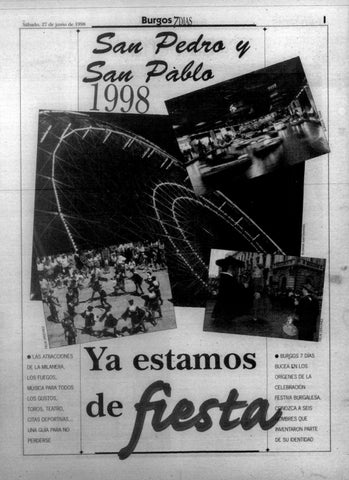 Sábado, 27 de junio de 1998
Burgos 7 DÍAS
I
San Pedro y
San Pablo
1998
Ya estamos
de fiesta
● LAS ATRACCIONES
DE LA MILANERA,
LOS FUEGOS,
MÚSICA PARA TODOS
LOS GUSTOS,
TOROS, TEATRO,
CITAS DEPORTIVAS...
UNA GUÍA PARA NO
PERDERSE
● BURGOS 7 DÍAS
BUCEA EN LOS
ORÍGENES DE LA
CELEBRACIÓN
FESTIVA BURGALESA.
CONOZCA A SEIS
HOMBRES QUE
INVENTARON PARTE
DE SU IDENTIDAD